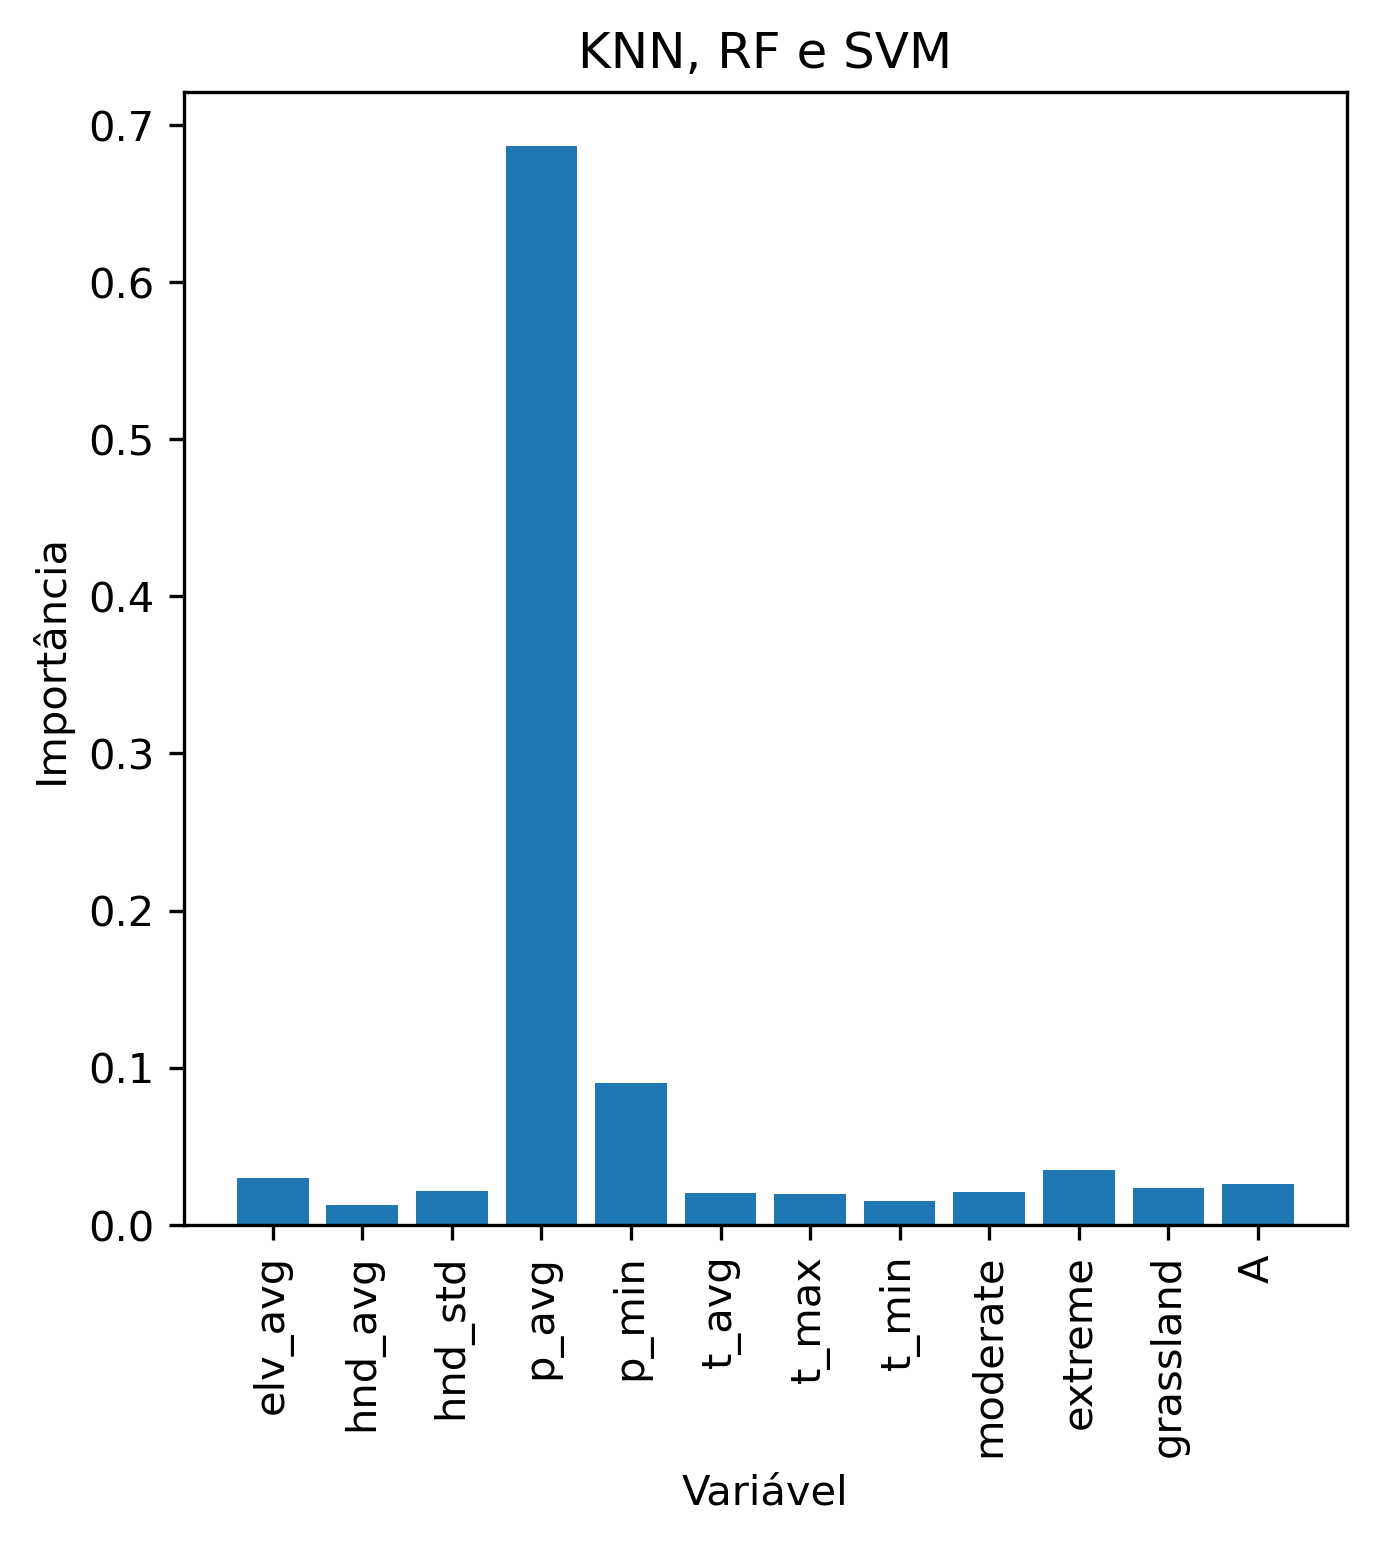 KNN, RF e SVM
0.7
0.6
0.5
0.4
0.3
0.2
0.1
0.0
Importância
elv_avg
hnd_avg
hnd_std
p_avg
p_min
t_avg
t_max
t_min
moderate
extreme
grassland
A
Variável